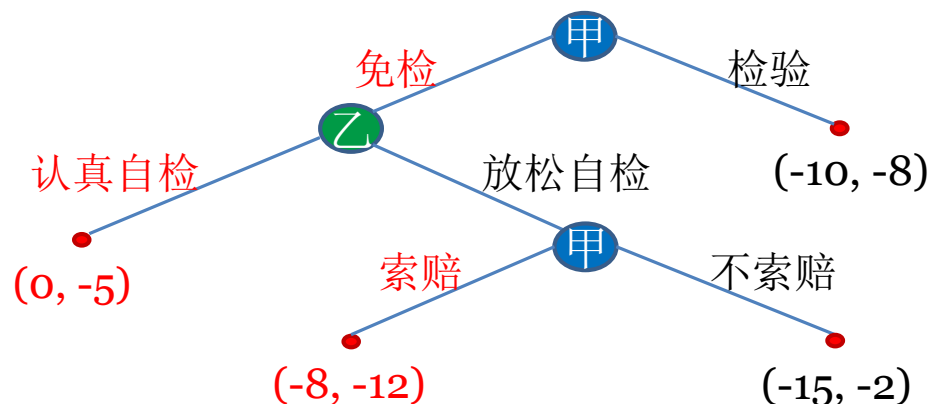 甲
免检
检验
乙
认真自检
放松自检
(-10, -8)
甲
(0, -5)
索赔
不索赔
(-8, -12)
(-15, -2)